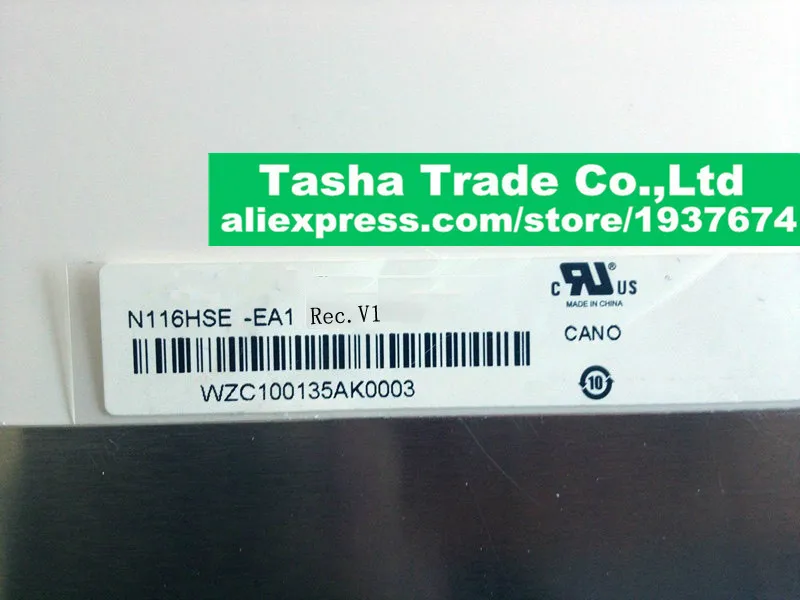 Tasha Trade Co.,Ltd
aliexpress.com/store/1937674
N116HSE -EA1 Rec.V1
WZC100135AK0003
C RU® US
MADE IN CHINA
CANO
10